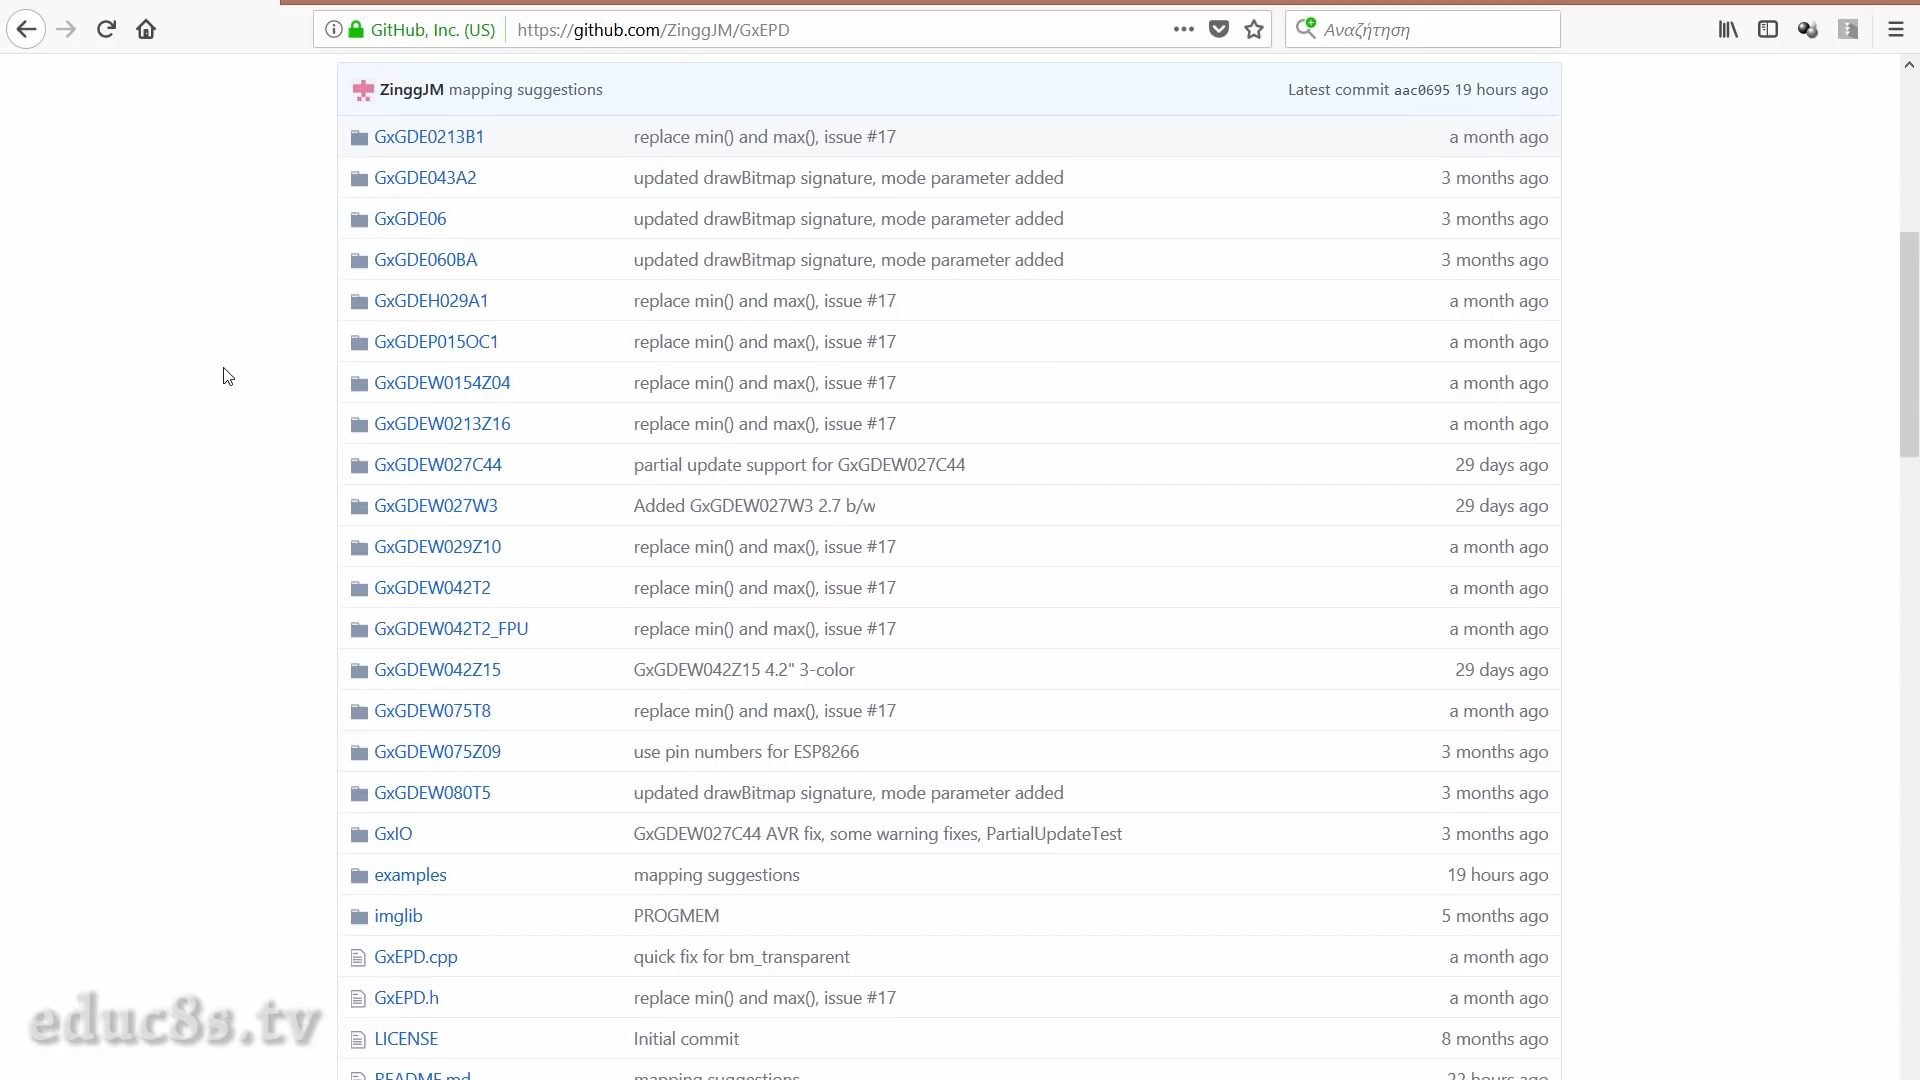 GitHub, Inc. (US) https://github.com/ZinggJM/GxEPD Αναζήτηση
ZinggJM mapping suggestions Latest commit aac0695 19 hours ago
GxGDE0213B1 replace min() and max(), issue #17 a month ago
GxGDE043A2 updated drawBitmap signature, mode parameter added 3 months ago
GxGDE06 updated drawBitmap signature, mode parameter added 3 months ago
GxGDE060BA updated drawBitmap signature, mode parameter added 3 months ago
GxGDEH029A1 replace min() and max(), issue #17 a month ago
GxGDEP015OC1 replace min() and max(), issue #17 a month ago
GxGDEW0154Z04 replace min() and max(), issue #17 a month ago
GxGDEW0213Z16 replace min() and max(), issue #17 a month ago
GxGDEW027C44 partial update support for GxGDEW027C44 29 days ago
GxGDEW027W3 Added GxGDEW027W3 2.7 b/w 29 days ago
GxGDEW029Z10 replace min() and max(), issue #17 a month ago
GxGDEW042T2 replace min() and max(), issue #17 a month ago
GxGDEW042T2_FPU replace min() and max(), issue #17 a month ago
GxGDEW042Z15 GxGDEW042Z15 4.2" 3-color 29 days ago
GxGDEW075T8 replace min() and max(), issue #17 a month ago
GxGDEW075Z09 use pin numbers for ESP8266 3 months ago
GxGDEW080T5 updated drawBitmap signature, mode parameter added 3 months ago
GxIO GxGDEW027C44 AVR fix, some warning fixes, PartialUpdateTest 3 months ago
examples mapping suggestions 19 hours ago
imglib PROGMEM 5 months ago
GxEPD.cpp quick fix for bm_transparent a month ago
GxEPD.h replace min() and max(), issue #17 a month ago
LICENSE Initial commit 8 months ago
README.md mapping suggestions 22 hours ago
educ8s.tv